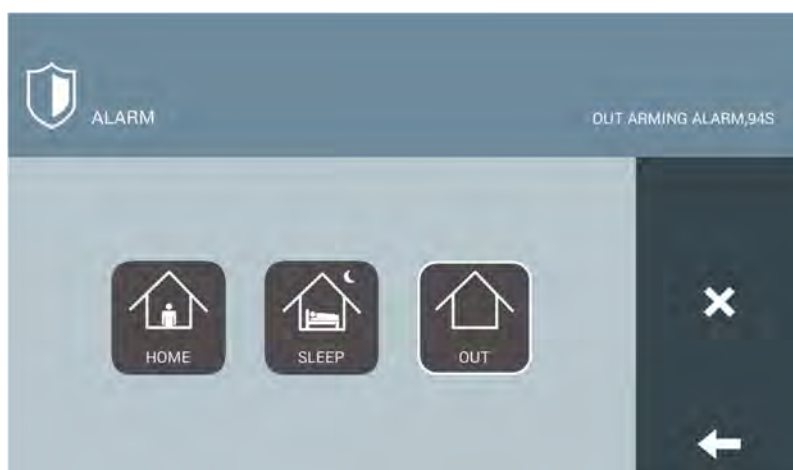 ALARM
OUT ARMING ALARM,94S
HOME
SLEEP
OUT